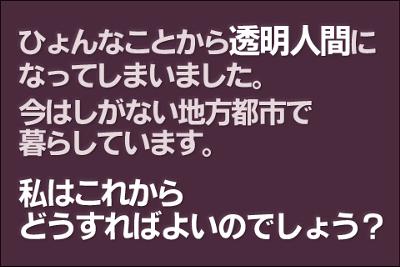 ひょんなことから透明人間に
なってしまいました。
今はしがない地方都市で
暮らしています。
私はこれから
どうすればよいのでしょう？